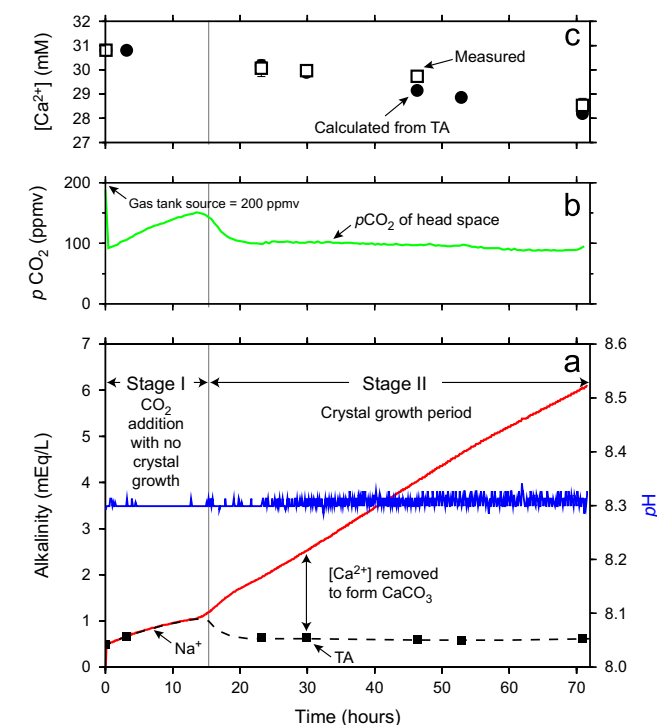 32
31
30
29
28
27
[Ca²⁺] (mM)
c
Measured
Calculated from TA
200
100
0
p CO₂ (ppmv)
b
Gas tank source = 200 ppmv
pCO₂ of head space
7
6
5
4
3
2
1
0
Alkalinity (mEq/L)
a
Stage I
CO₂
addition
with no
crystal
growth
Stage II
Crystal growth period
[Ca²⁺] removed
to form CaCO₃
Na⁺
TA
8.6
8.5
8.4
8.3
8.2
8.1
8.0
pH
0
10
20
30
40
50
60
70
Time (hours)